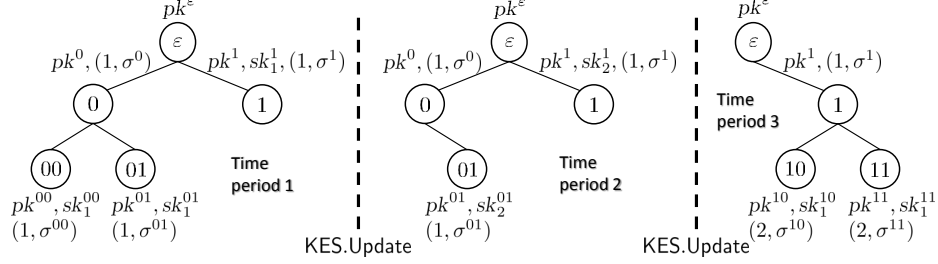 pk^ε
ε
pk^0, (1, σ^0)
pk^1, sk_1^1, (1, σ^1)
0
1
00
01
Time
period 1
pk^{00}, sk_1^{00}
(1, σ^{00})
pk^{01}, sk_1^{01}
(1, σ^{01})
KES.Update
pk^ε
ε
pk^0, (1, σ^0)
pk^1, sk_2^1, (1, σ^1)
0
1
01
Time
period 2
pk^{01}, sk_2^{01}
(1, σ^{01})
KES.Update
pk^ε
ε
pk^1, (1, σ^1)
Time
period 3
1
10
11
pk^{10}, sk_1^{10}
(2, σ^{10})
pk^{11}, sk_1^{11}
(2, σ^{11})